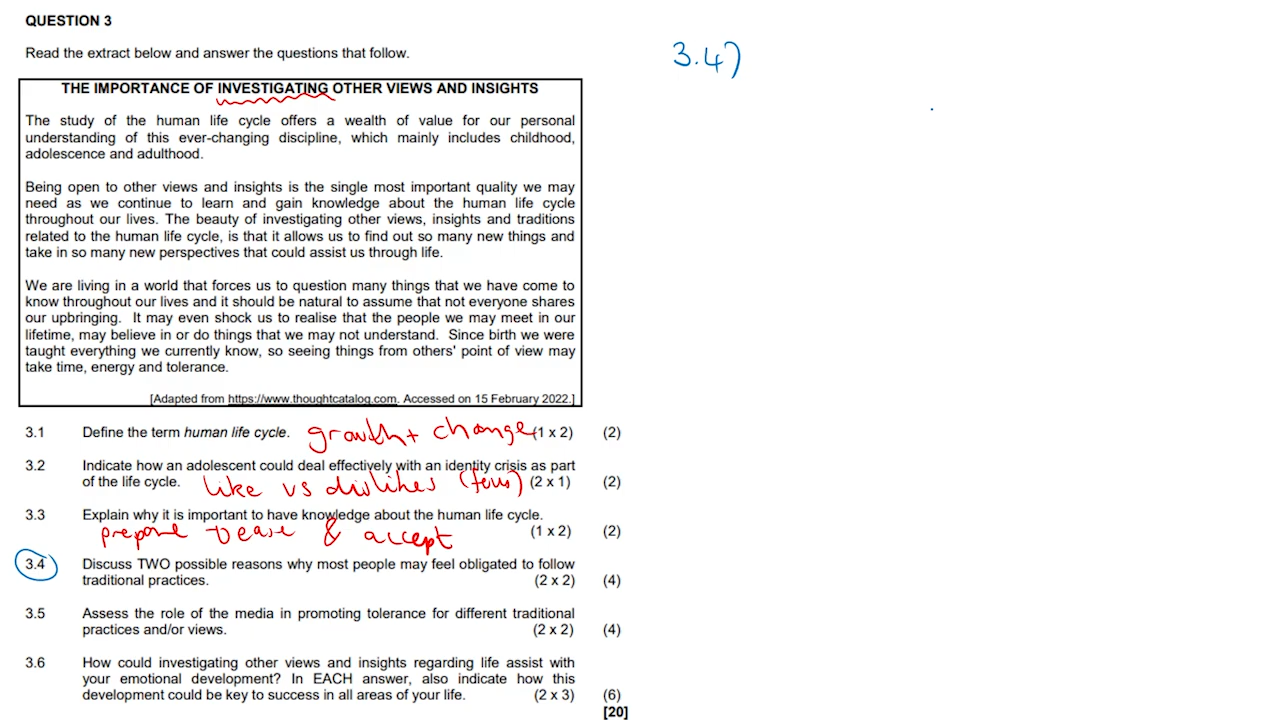 QUESTION 3
3.4)
Read the extract below and answer the questions that follow.
THE IMPORTANCE OF INVESTIGATING OTHER VIEWS AND INSIGHTS
The study of the human life cycle offers a wealth of value for our personal
understanding of this ever-changing discipline, which mainly includes childhood,
adolescence and adulthood.
Being open to other views and insights is the single most important quality we may
need as we continue to learn and gain knowledge about the human life cycle
throughout our lives. The beauty of investigating other views, insights and traditions
related to the human life cycle, is that it allows us to find out so many new things and
take in so many new perspectives that could assist us through life.
We are living in a world that forces us to question many things that we have come to
know throughout our lives and it should be natural to assume that not everyone shares
our upbringing. It may even shock us to realise that the people we may meet in our
lifetime, may believe in or do things that we may not understand. Since birth we were
taught everything we currently know, so seeing things from others' point of view may
take time, energy and tolerance.
[Adapted from https://www.thoughtcatalog.com. Accessed on 15 February 2022.]
3.1 Define the term human life cycle. growth + change (1 x 2) (2)
3.2 Indicate how an adolescent could deal effectively with an identity crisis as part
of the life cycle. like vs dislikes (2 x 1) (2)
3.3 Explain why it is important to have knowledge about the human life cycle.
prepare ease & accept (1 x 2) (2)
3.4 Discuss TWO possible reasons why most people may feel obligated to follow
traditional practices. (2 x 2) (4)
3.5 Assess the role of the media in promoting tolerance for different traditional
practices and/or views. (2 x 2) (4)
3.6 How could investigating other views and insights regarding life assist with
your emotional development? In EACH answer, also indicate how this
development could be key to success in all areas of your life. (2 x 3) (6)
[20]